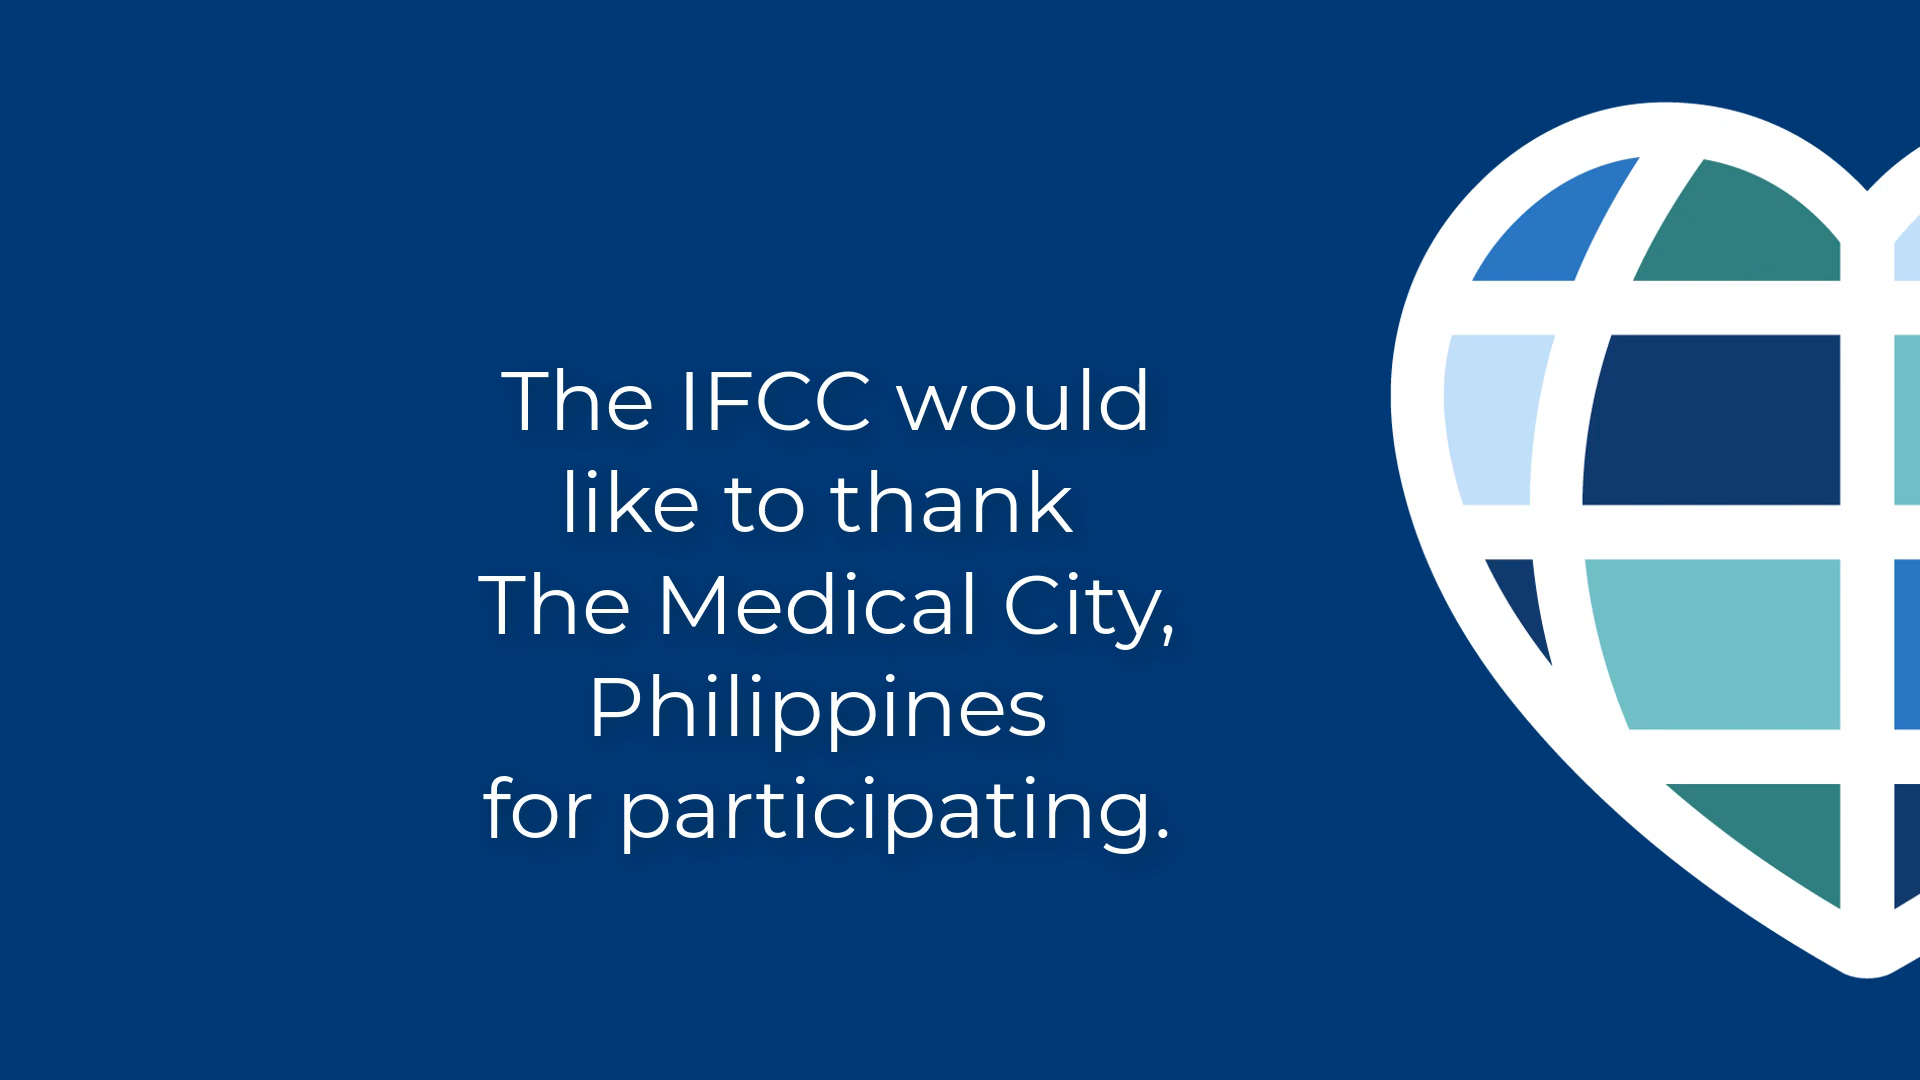 The IFCC would
like to thank
The Medical City,
Philippines
for participating.